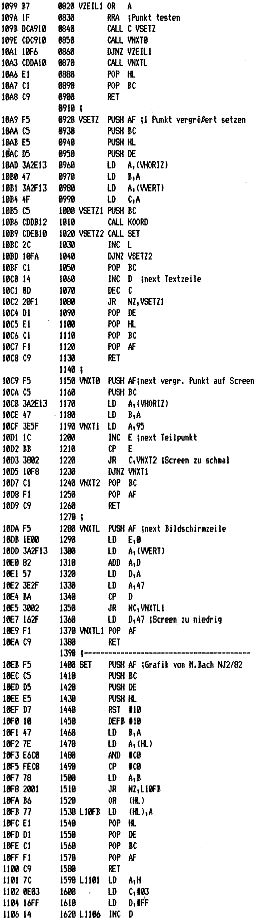 1099 B7 0820 VZEIL1 OR A
109A 1F 0830 RRA ;Punkt testen
109B DCA910 0840 CALL C VSETZ
109E CDC910 0850 CALL VNXT0
10A1 10F6 0860 DJNZ VZEIL1
10A3 CDDA10 0870 CALL VNXTL
10A6 E1 0880 POP HL
10A7 C1 0890 POP BC
10A8 C9 0900 RET
0910 ;
10A9 F5 0920 VSETZ PUSH AF ;1 Punkt vergrößert setzen
10AA C5 0930 PUSH BC
10AB E5 0940 PUSH HL
10AC D5 0950 PUSH DE
10AD 3A2E13 0960 LD A,(VHORIZ)
10B0 47 0970 LD B,A
10B1 3A2F13 0980 LD A,(VVERT)
10B4 4F 0990 LD C,A
10B5 C5 1000 VSETZ1 PUSH BC
10B6 CDDB12 1010 CALL KOORD
10B9 CDEB10 1020 VSETZ2 CALL SET
10BC 2C 1030 INC L
10BD 10FA 1040 DJNZ VSETZ2
10BF C1 1050 POP BC
10C0 14 1060 INC D ;next Textzeile
10C1 0D 1070 DEC C
10C2 20F1 1080 JR NZ,VSETZ1
10C4 D1 1090 POP DE
10C5 E1 1100 POP HL
10C6 C1 1110 POP BC
10C7 F1 1120 POP AF
10C8 C9 1130 RET
1140 ;
10C9 F5 1150 VNXT0 PUSH AF ;next vergr. Punkt auf Screen
10CA C5 1160 PUSH BC
10CB 3A2E13 1170 LD A,(VHORIZ)
10CE 47 1180 LD B,A
10CF 3E5F 1190 VNXT1 LD A,95
10D1 1C 1200 INC E ;next Teilpunkt
10D2 BB 1210 CP E
10D3 3802 1220 JR C,VNXT2 ;Screen zu schmal
10D5 10F8 1230 DJNZ VNXT1
10D7 C1 1240 VNXT2 POP BC
10D8 F1 1250 POP AF
10D9 C9 1260 RET
1270 ;
10DA F5 1280 VNXTL PUSH AF ;next Bildschirmzeile
10DB 1E00 1290 LD E,0
10DD 3A2F13 1300 LD A,(VVERT)
10E0 82 1310 ADD A,D
10E1 57 1320 LD D,A
10E2 3E2F 1330 LD A,47
10E4 BA 1340 CP D
10E5 3002 1350 JR NC,VNXTL1
10E7 162F 1360 LD D,47 ;Screen zu niedrig
10E9 F1 1370 VNXTL1 POP AF
10EA C9 1380 RET
1390 ;------------------------------
10EB F5 1400 SET PUSH AF ;Grafik von M.Bach NJ2/82
10EC C5 1410 PUSH BC
10ED D5 1420 PUSH DE
10EE E5 1430 PUSH HL
10EF D7 1440 RST #10
10F0 10 1450 DEFB #10
10F1 47 1460 LD B,A
10F2 7E 1470 LD A,(HL)
10F3 E6C0 1480 AND #C0
10F5 FEC0 1490 CP #C0
10F7 78 1500 LD A,B
10F8 2001 1510 JR NZ,L10FB
10FA B6 1520 OR (HL)
10FB 77 1530 L10FB LD (HL),A
10FC E1 1540 POP HL
10FD D1 1550 POP DE
10FE C1 1560 POP BC
10FF F1 1570 POP AF
1100 C9 1580 RET
1101 7C 1590 L1101 LD A,H
1102 0E03 1600 LD C,#03
1104 16FF 1610 LD D,#FF
1106 14 1620 L1106 INC D